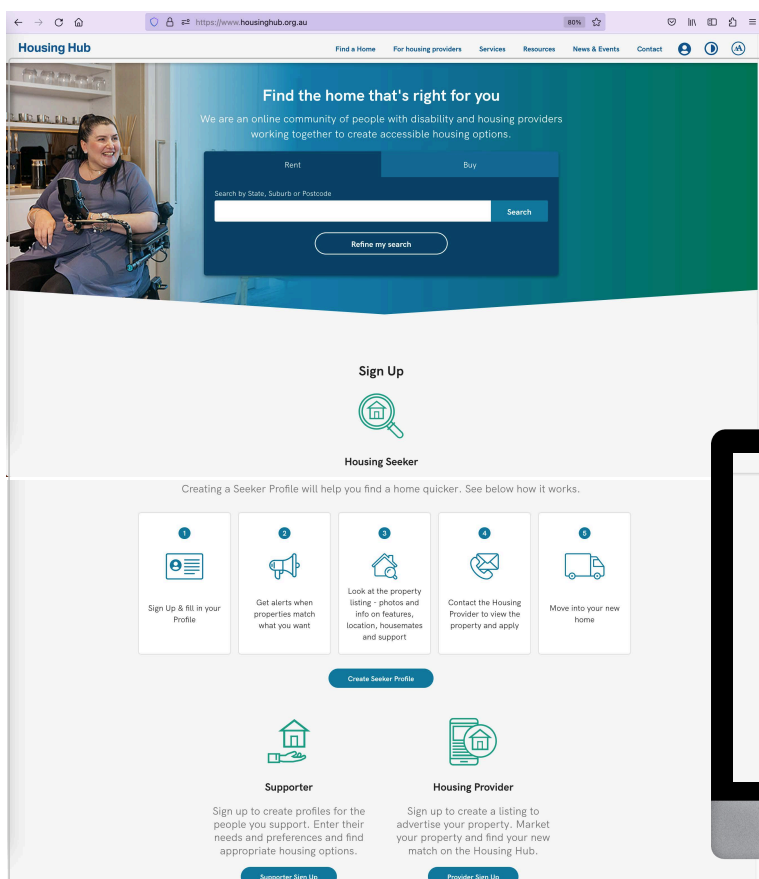 https://www.housinghub.org.au
80%
Housing Hub
Find a Home For housing providers Services Resources News & Events Contact
Find the home that's right for you
We are an online community of people with disability and housing providers
working together to create accessible housing options.
Rent
Buy
Search by State, Suburb or Postcode
Search
Refine my search
Sign Up
Housing Seeker
Creating a Seeker Profile will help you find a home quicker. See below how it works.
1
Sign Up & fill in your
Profile
2
Get alerts when
properties match
what you want
3
Look at the property
listing - photos and
info on features,
location, housemates
and support
4
Contact the Housing
Provider to view the
property and apply
5
Move into your new
home
Create Seeker Profile
Supporter
Sign up to create profiles for the
people you support. Enter their
needs and preferences and find
appropriate housing options.
Supporter Sign Up
Housing Provider
Sign up to create a listing to
advertise your property. Market
your property and find your new
match on the Housing Hub.
Provider Sign Up